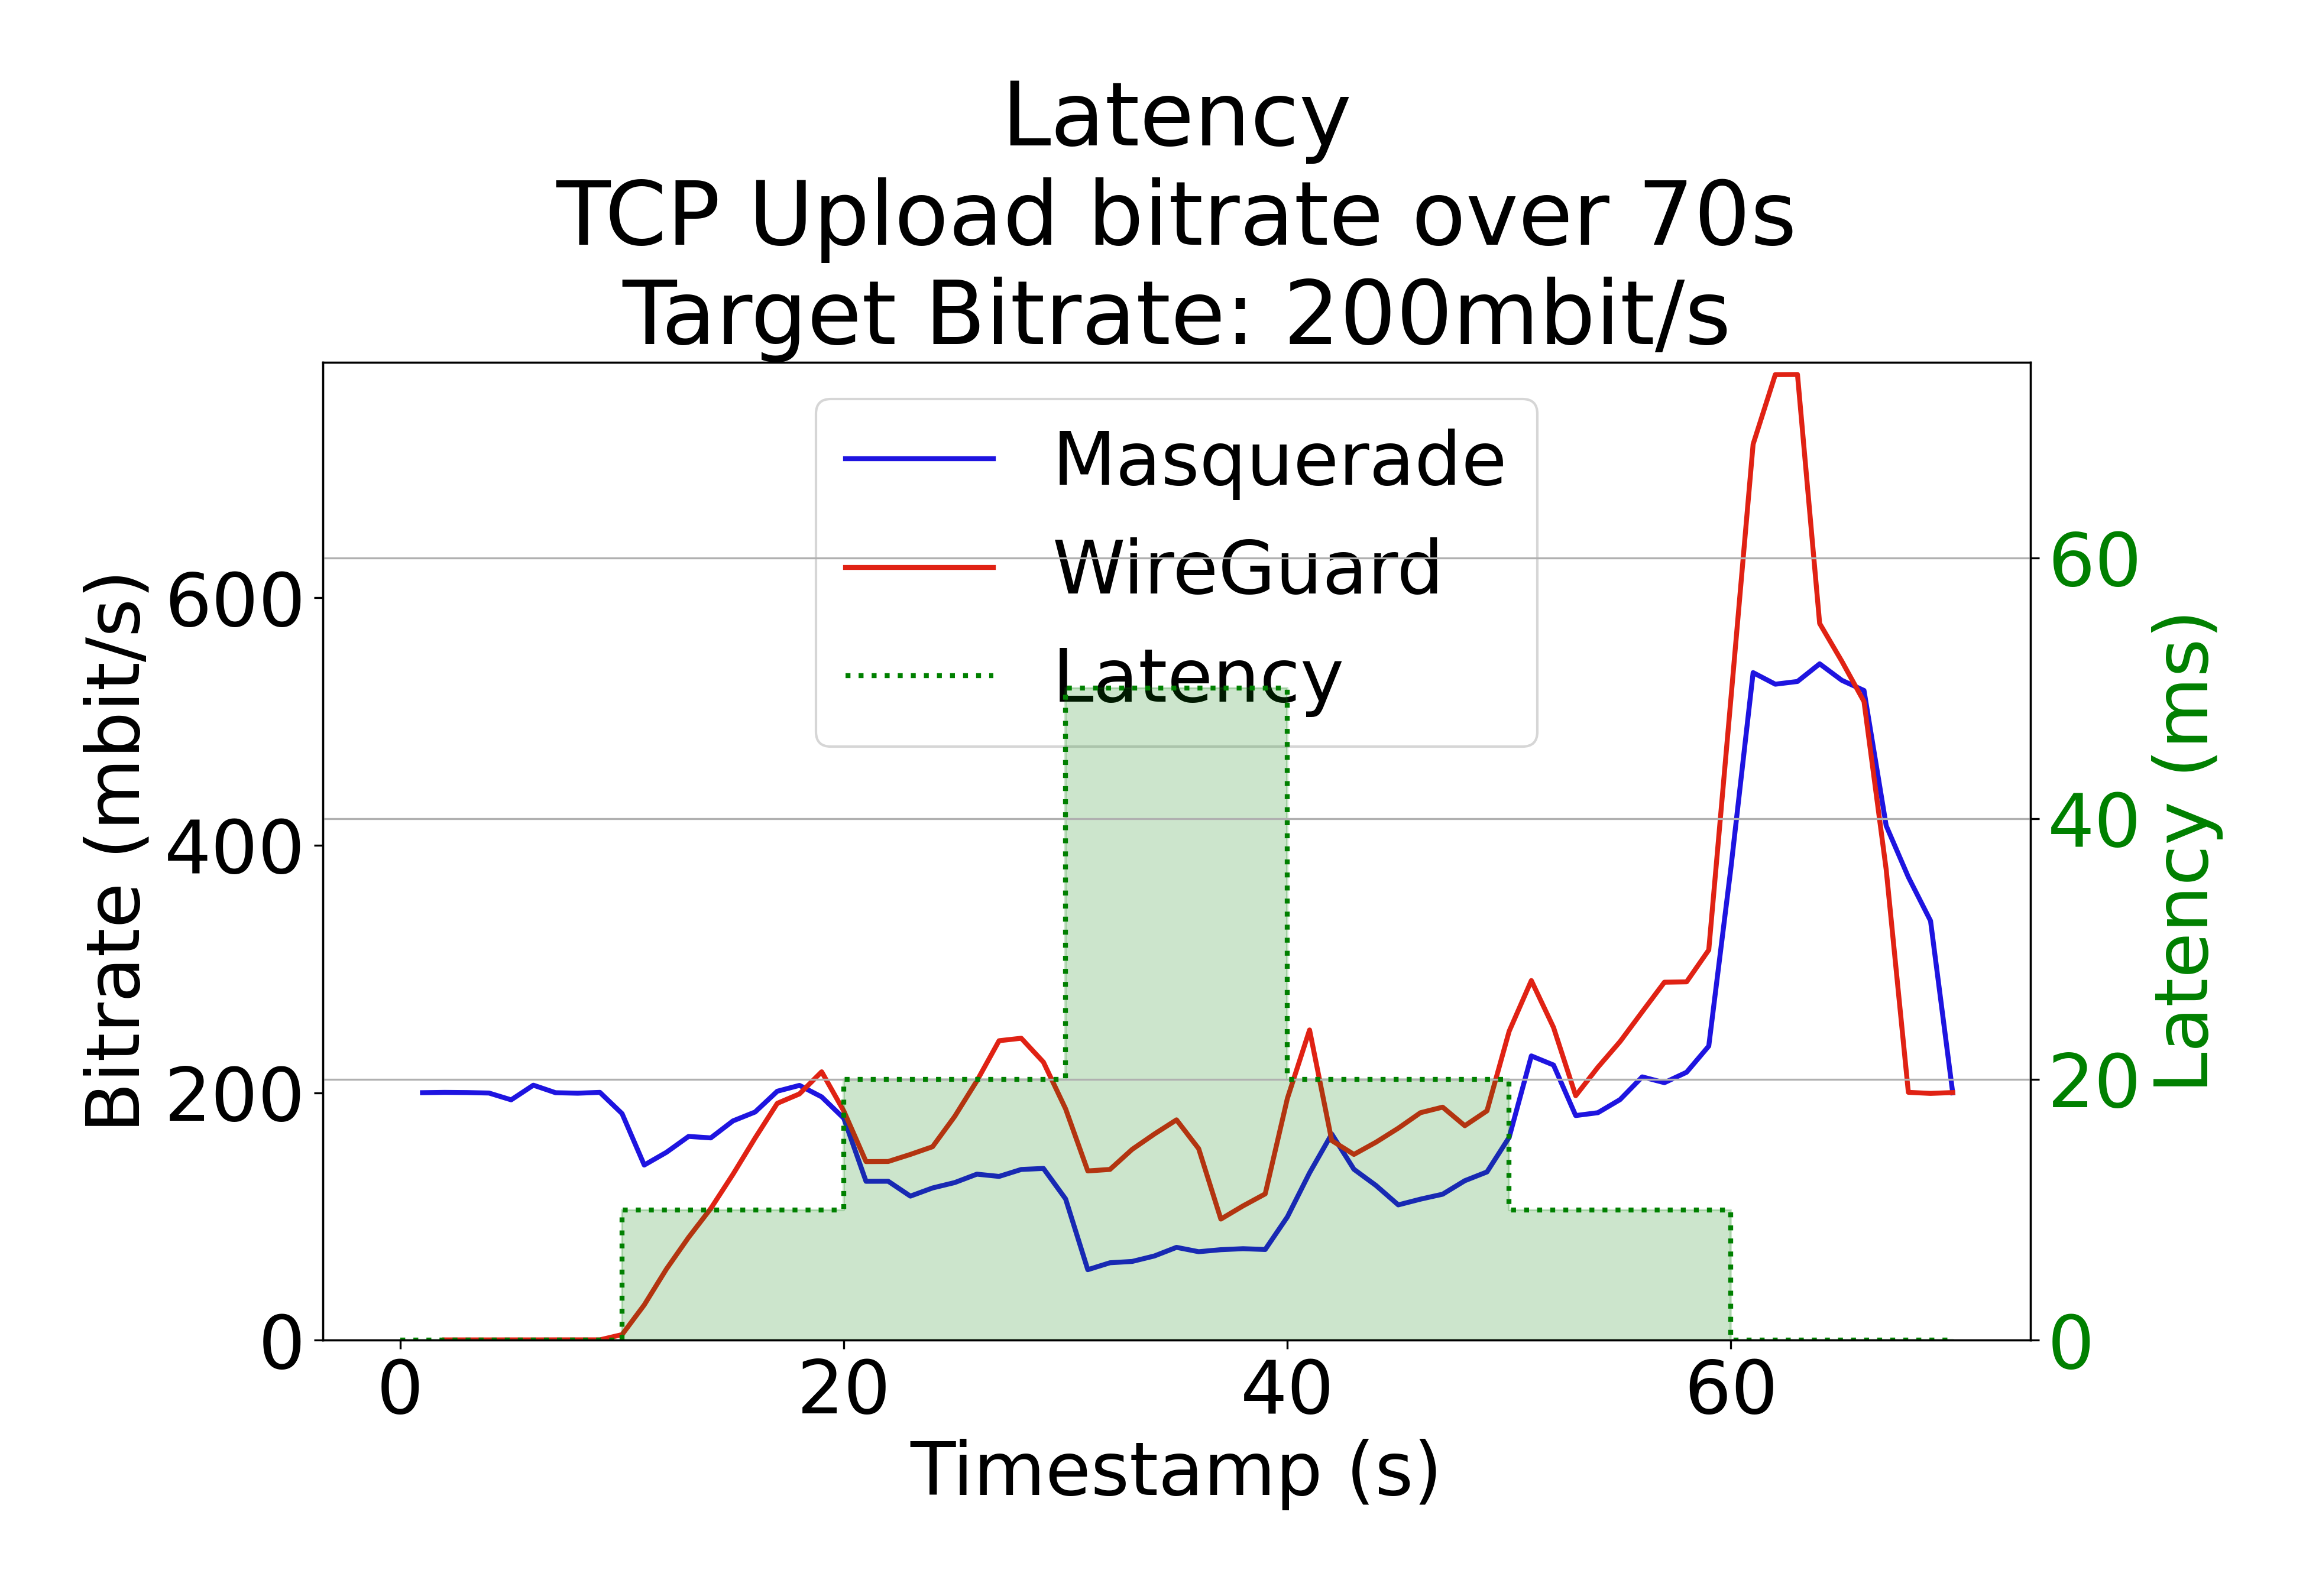 Latency
TCP Upload bitrate over 70s
Target Bitrate: 200mbit/s
Masquerade
WireGuard
Latency
Bitrate (mbit/s)
600
400
200
0
60
40
20
0
Latency (ms)
0 20 40 60
Timestamp (s)